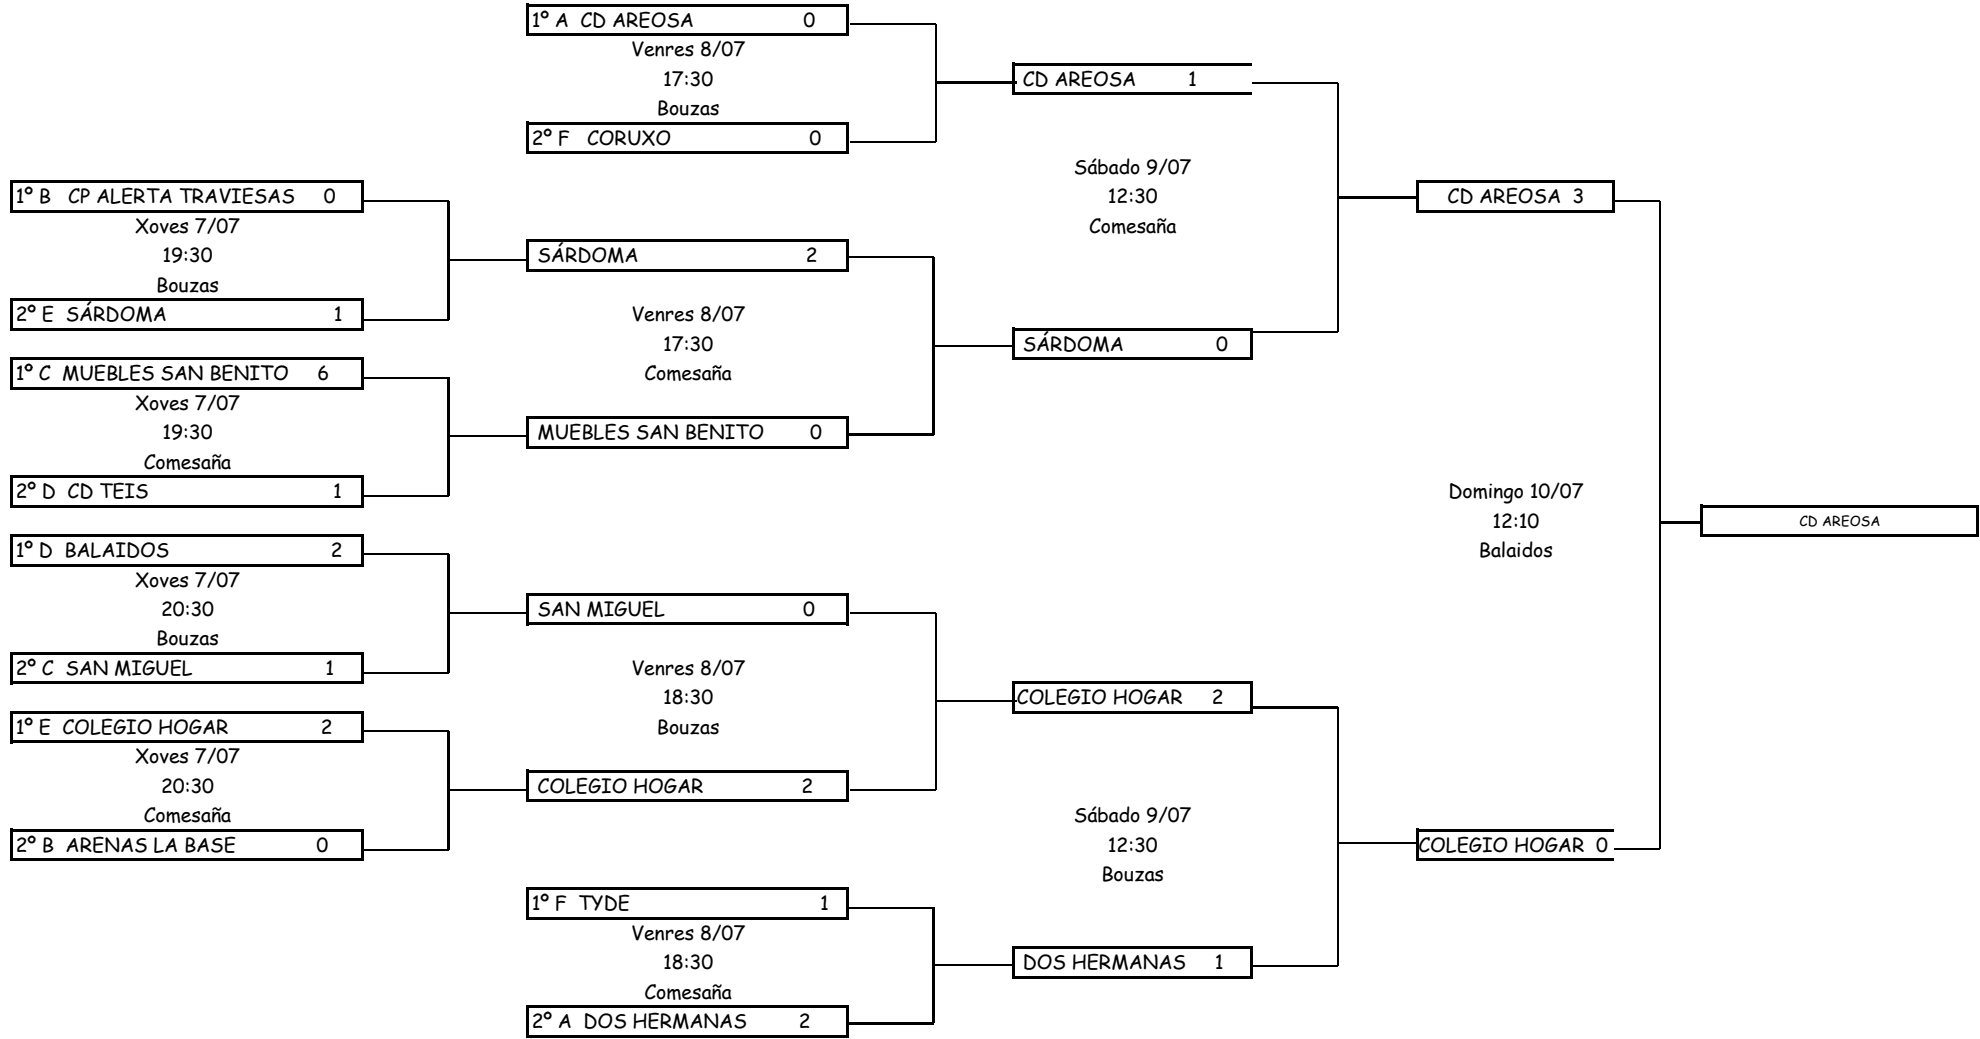 1º A CD AREOSA 0
Venres 8/07
17:30
Bouzas
2º F CORUXO 0
1º B CP ALERTA TRAVIESAS 0
Xoves 7/07
19:30
Bouzas
2º E SÁRDOMA 1
1º C MUEBLES SAN BENITO 6
Xoves 7/07
19:30
Comesaña
2º D CD TEIS 1
1º D BALAIDOS 2
Xoves 7/07
20:30
Bouzas
2º C SAN MIGUEL 1
1º E COLEGIO HOGAR 2
Xoves 7/07
20:30
Comesaña
2º B ARENAS LA BASE 0
SÁRDOMA 2
Venres 8/07
17:30
Comesaña
MUEBLES SAN BENITO 0
SAN MIGUEL 0
Venres 8/07
18:30
Bouzas
COLEGIO HOGAR 2
1º F TYDE 1
Venres 8/07
18:30
Comesaña
2º A DOS HERMANAS 2
CD AREOSA 1
Sábado 9/07
12:30
Comesaña
SÁRDOMA 0
COLEGIO HOGAR 2
Sábado 9/07
12:30
Bouzas
DOS HERMANAS 1
CD AREOSA 3
Domingo 10/07
12:10
Balaidos
COLEGIO HOGAR 0
CD AREOSA